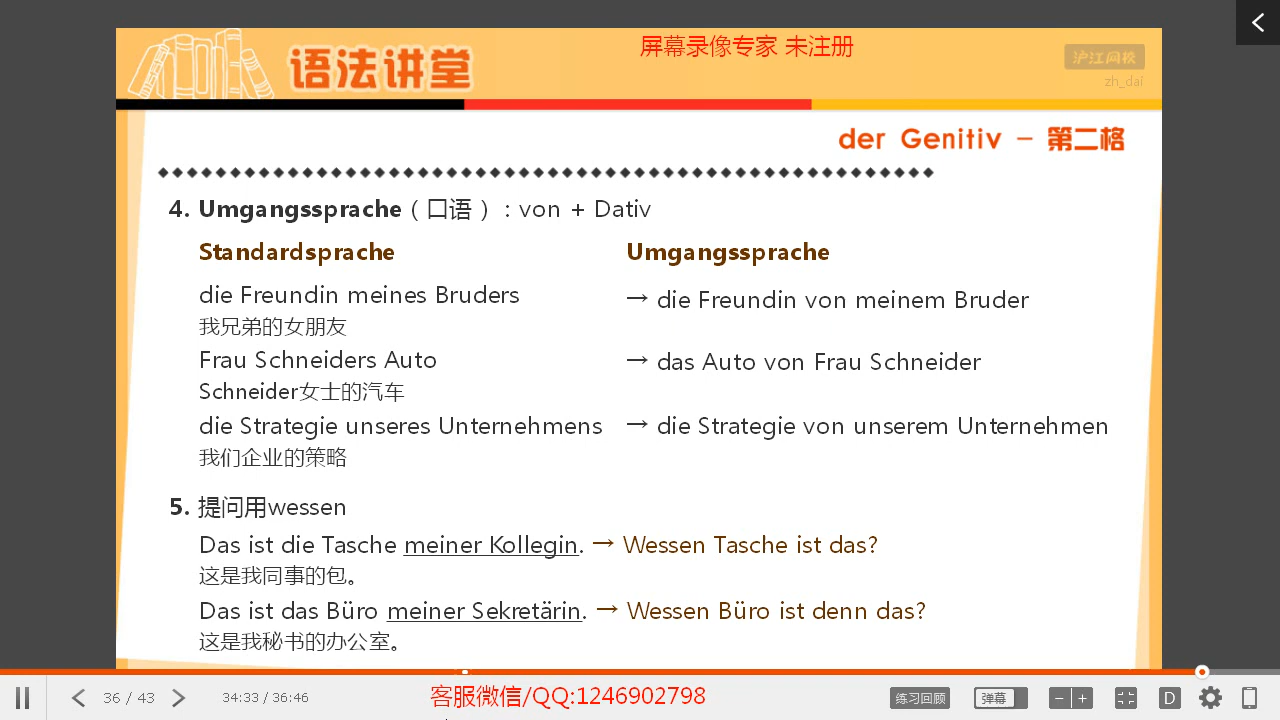 语法讲堂
屏幕录像专家 未注册
沪江网校
zh_dai
der Genitiv – 第二格
4. Umgangssprache（口语）：von + Dativ
Standardsprache
Umgangssprache
die Freundin meines Bruders
→ die Freundin von meinem Bruder
我兄弟的女朋友
Frau Schneiders Auto
→ das Auto von Frau Schneider
Schneider女士的汽车
die Strategie unseres Unternehmens
→ die Strategie von unserem Unternehmen
我们企业的策略
5. 提问用wessen
Das ist die Tasche meiner Kollegin. → Wessen Tasche ist das?
这是我同事的包。
Das ist das Büro meiner Sekretärin. → Wessen Büro ist denn das?
这是我秘书的办公室。
36 / 43
34:33 / 36:46
客服微信/QQ:1246902798
练习回顾
弹幕
D